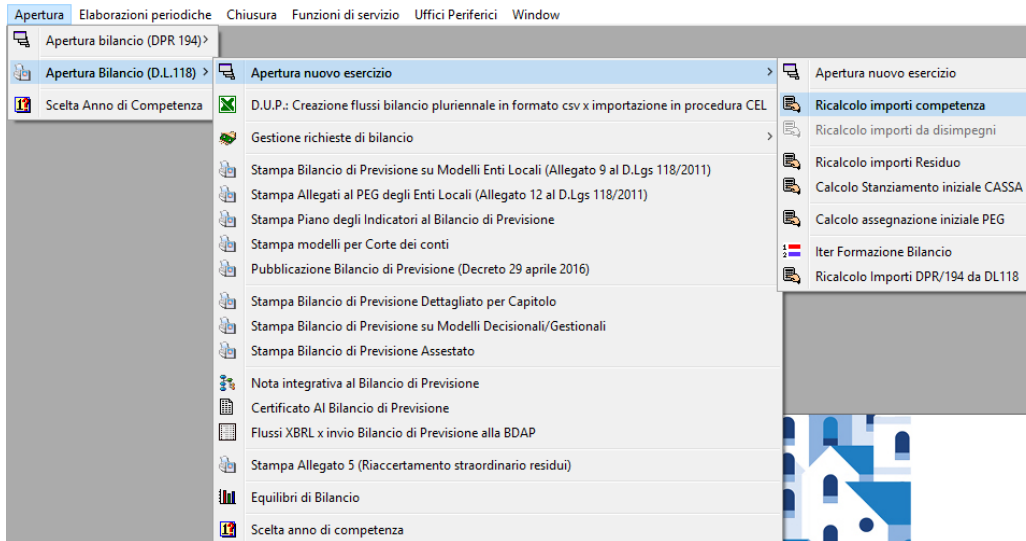 Apertura Elaborazioni periodiche Chiusura Funzioni di servizio Uffici Periferici Window
Apertura bilancio (DPR 194)>
Apertura Bilancio (D.L.118) >
Scelta Anno di Competenza
Apertura nuovo esercizio >
D.U.P.: Creazione flussi bilancio pluriennale in formato csv x importazione in procedura CEL
Gestione richieste di bilancio >
Stampa Bilancio di Previsione su Modelli Enti Locali (Allegato 9 al D.Lgs 118/2011)
Stampa Allegati al PEG degli Enti Locali (Allegato 12 al D.Lgs 118/2011)
Stampa Piano degli Indicatori al Bilancio di Previsione
Stampa modelli per Corte dei conti
Pubblicazione Bilancio di Previsione (Decreto 29 aprile 2016)
Stampa Bilancio di Previsione Dettagliato per Capitolo
Stampa Bilancio di Previsione su Modelli Decisionali/Gestionali
Stampa Bilancio di Previsione Assestato
Nota integrativa al Bilancio di Previsione
Certificato Al Bilancio di Previsione
Flussi XBRL x invio Bilancio di Previsione alla BDAP
Stampa Allegato 5 (Riaccertamento straordinario residui)
Equilibri di Bilancio
Scelta anno di competenza
Apertura nuovo esercizio
Ricalcolo importi competenza
Ricalcolo importi da disimpegni
Ricalcolo importi Residuo
Calcolo Stanziamento iniziale CASSA
Calcolo assegnazione iniziale PEG
Iter Formazione Bilancio
Ricalcolo Importi DPR/194 da DL118